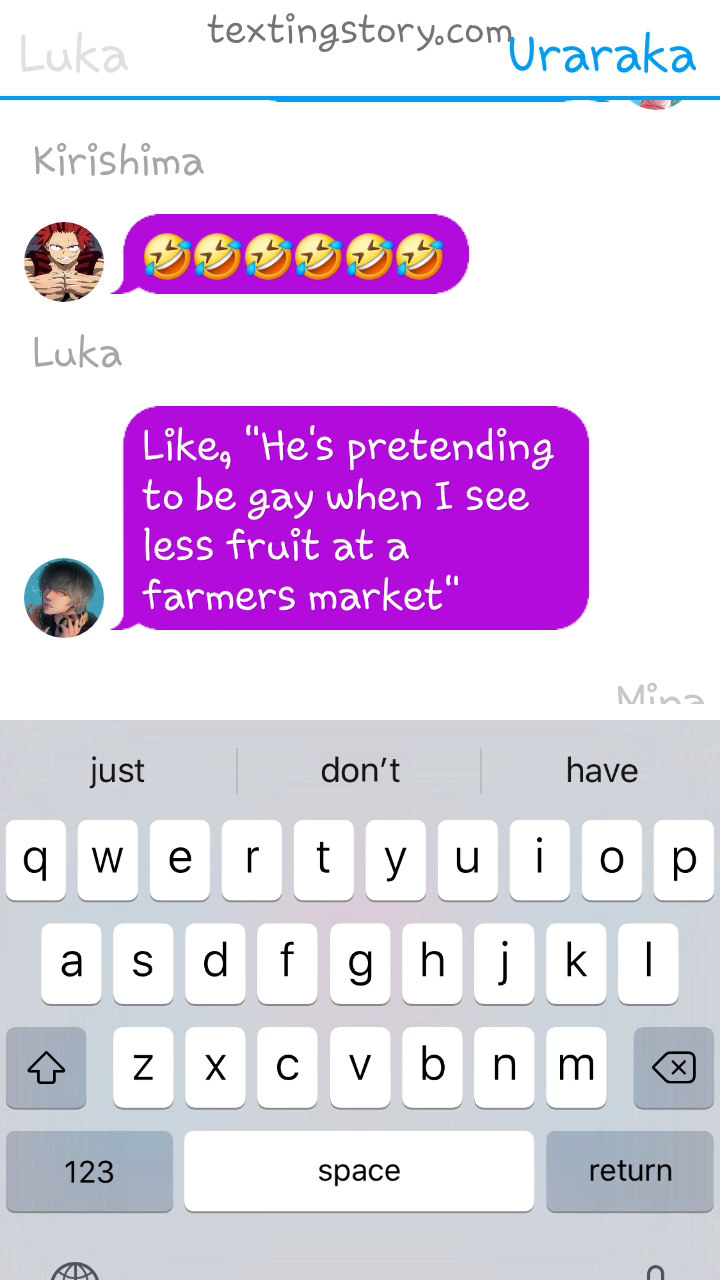 textingstory.com
Luka
Uraraka
Kirishima
Luka
Like, "He's pretending
to be gay when I see
less fruit at a
farmers market"
Mina
just don't have
q w e r t y u i o p
a s d f g h j k l
z x c v b n m
123 space return